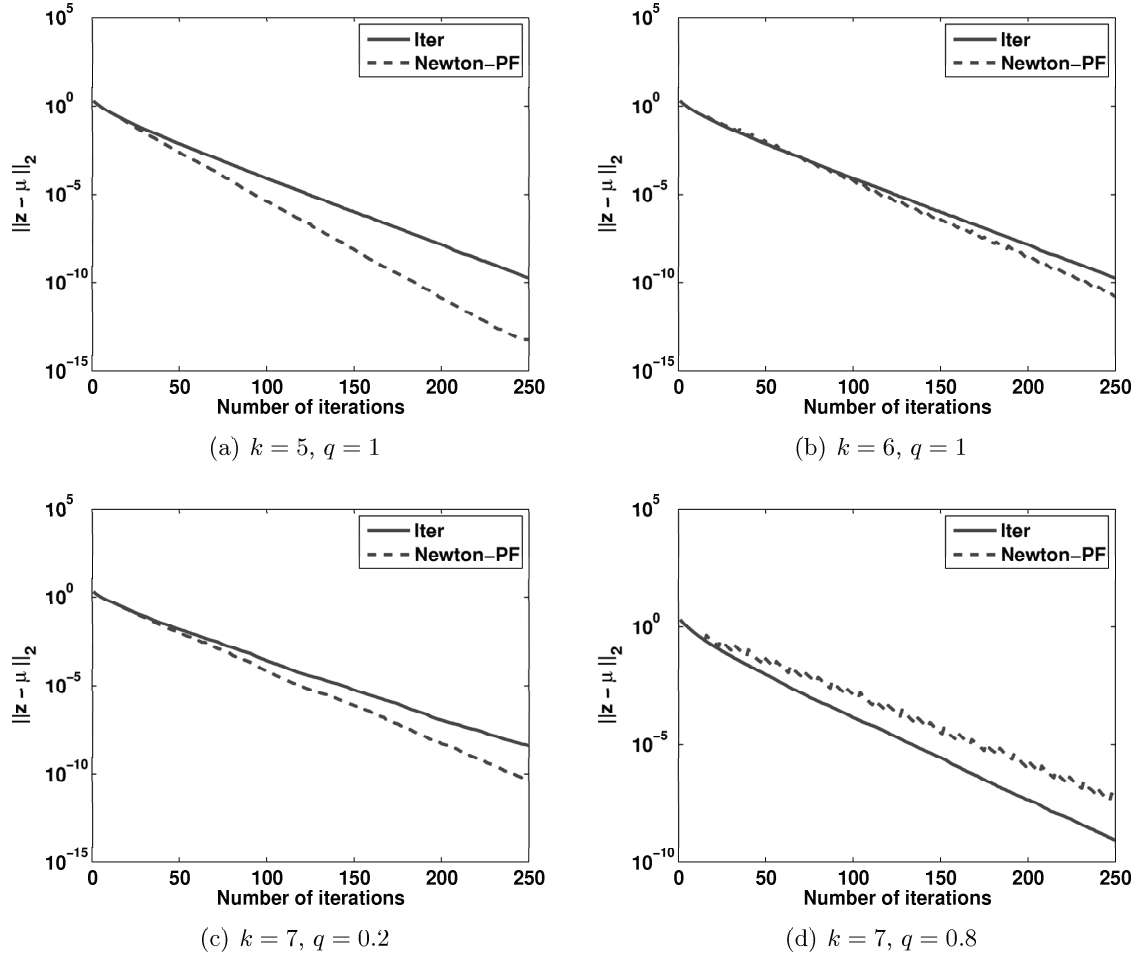 10^5
10^0
10^-5
10^-10
10^-15
||z − μ||_2
Iter
Newton−PF
0 50 100 150 200 250
Number of iterations
(a) k = 5, q = 1
10^5
10^0
10^-5
10^-10
10^-15
||z − μ||_2
Iter
Newton−PF
0 50 100 150 200 250
Number of iterations
(b) k = 6, q = 1
10^5
10^0
10^-5
10^-10
10^-15
||z − μ||_2
Iter
Newton−PF
0 50 100 150 200 250
Number of iterations
(c) k = 7, q = 0.2
10^5
10^0
10^-5
10^-10
||z − μ||_2
Iter
Newton−PF
0 50 100 150 200 250
Number of iterations
(d) k = 7, q = 0.8